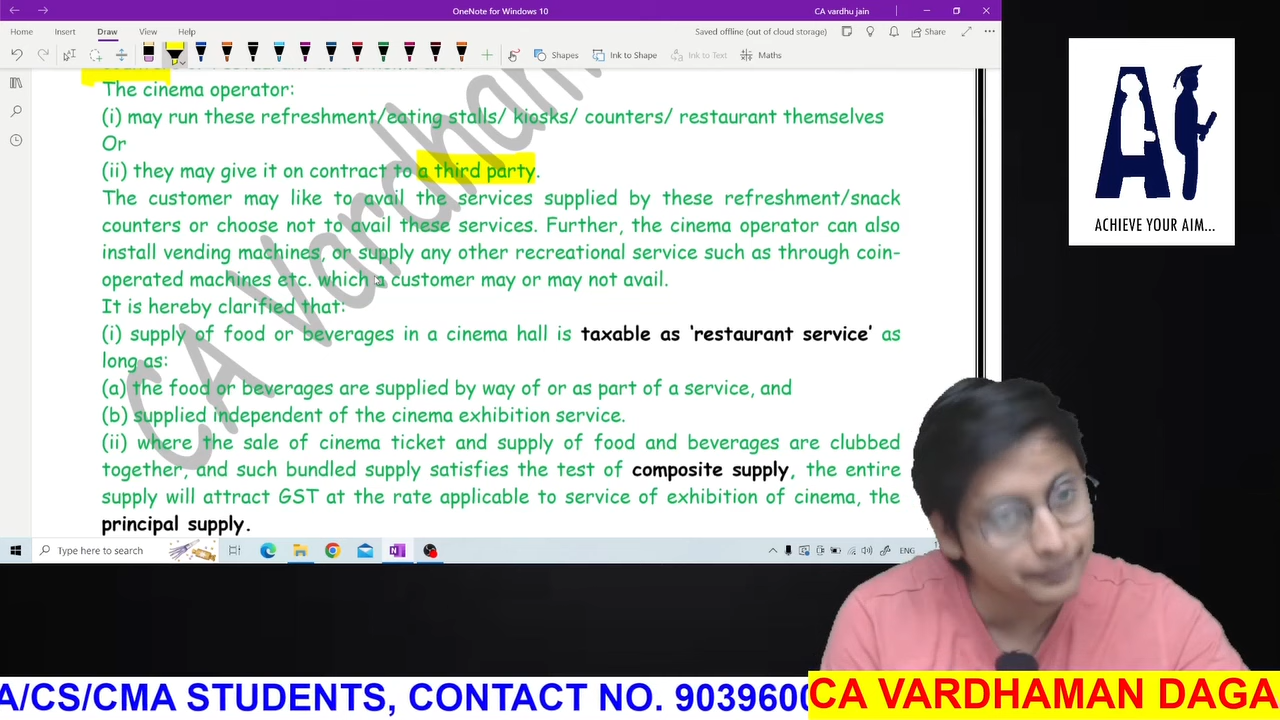 OneNote for Windows 10
CA vardhu jain
Home Insert Draw View Help
Saved offline (out of cloud storage)
Share
Shapes
Ink to Shape
Ink to Text
Maths
The cinema operator:
(i) may run these refreshment/eating stalls/ kiosks/ counters/ restaurant themselves
Or
(ii) they may give it on contract to a third party.
The customer may like to avail the services supplied by these refreshment/snack
counters or choose not to avail these services. Further, the cinema operator can also
install vending machines, or supply any other recreational service such as through coin-
operated machines etc. which a customer may or may not avail.
It is hereby clarified that:
(i) supply of food or beverages in a cinema hall is taxable as ‘restaurant service’ as
long as:
(a) the food or beverages are supplied by way of or as part of a service, and
(b) supplied independent of the cinema exhibition service.
(ii) where the sale of cinema ticket and supply of food and beverages are clubbed
together, and such bundled supply satisfies the test of composite supply, the entire
supply will attract GST at the rate applicable to service of exhibition of cinema, the
principal supply.
Type here to search
ENG
AI
ACHIEVE YOUR AIM...
A/CS/CMA STUDENTS, CONTACT NO. 9039600
CA VARDHAMAN DAGA